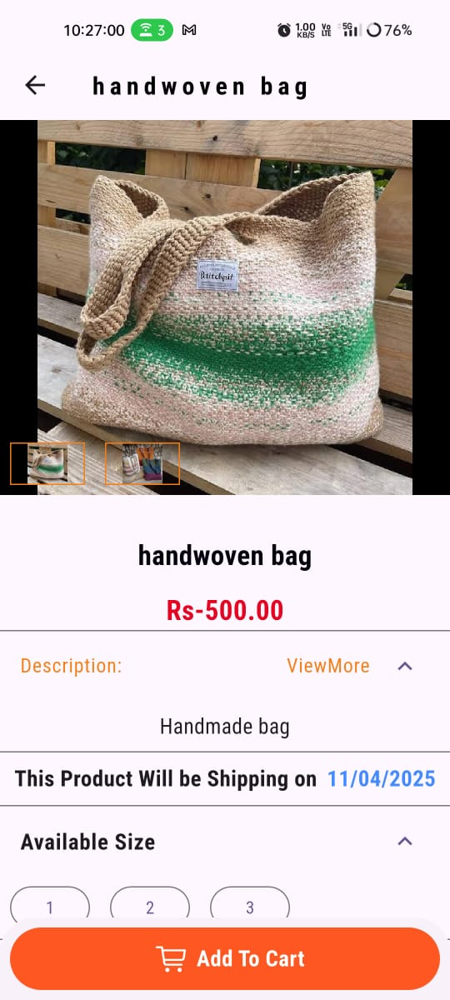 10:27:00 3 1.00 KB/S Vo LTE 5G 76%
handwoven bag
Petiteknit
handwoven bag
Rs-500.00
Description: ViewMore
Handmade bag
This Product Will be Shipping on 11/04/2025
Available Size
1 2 3
Add To Cart